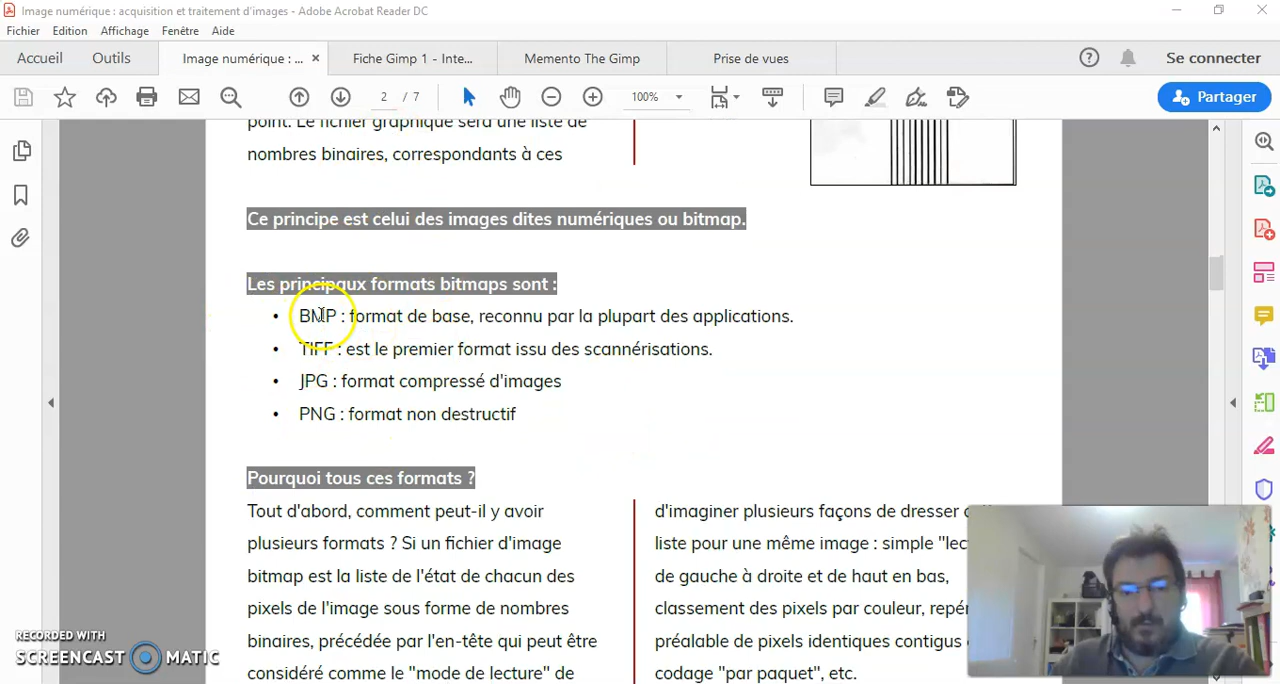 Image numérique : acquisition et traitement d'images - Adobe Acrobat Reader DC
Fichier Edition Affichage Fenêtre Aide
Accueil Outils Image numérique : ... × Fiche Gimp 1 - Inte... Memento The Gimp Prise de vues Se connecter
2 / 7 100% Partager
point. Le fichier graphique sera une liste de
nombres binaires, correspondants à ces
Ce principe est celui des images dites numériques ou bitmap.
Les principaux formats bitmaps sont :
• BMP : format de base, reconnu par la plupart des applications.
• TIFF : est le premier format issu des scannérisations.
• JPG : format compressé d'images
• PNG : format non destructif
Pourquoi tous ces formats ?
Tout d'abord, comment peut-il y avoir
plusieurs formats ? Si un fichier d'image
bitmap est la liste de l'état de chacun des
pixels de l'image sous forme de nombres
binaires, précédée par l'en-tête qui peut être
considéré comme le "mode de lecture" de
d'imaginer plusieurs façons de dresser
liste pour une même image : simple "lec
de gauche à droite et de haut en bas,
classement des pixels par couleur, repér
préalable de pixels identiques contigus
codage "par paquet", etc.
RECORDED WITH
SCREENCAST MATIC